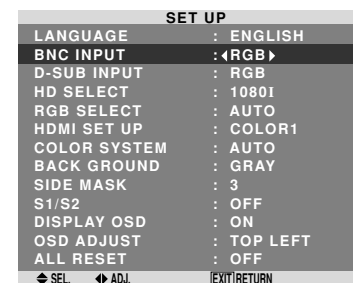 SET UP
LANGUAGE : ENGLISH
BNC INPUT : ◀RGB▶
D-SUB INPUT : RGB
HD SELECT : 1080I
RGB SELECT : AUTO
HDMI SET UP : COLOR1
COLOR SYSTEM : AUTO
BACK GROUND : GRAY
SIDE MASK : 3
S1/S2 : OFF
DISPLAY OSD : ON
OSD ADJUST : TOP LEFT
ALL RESET : OFF
SEL. ADJ. EXIT RETURN